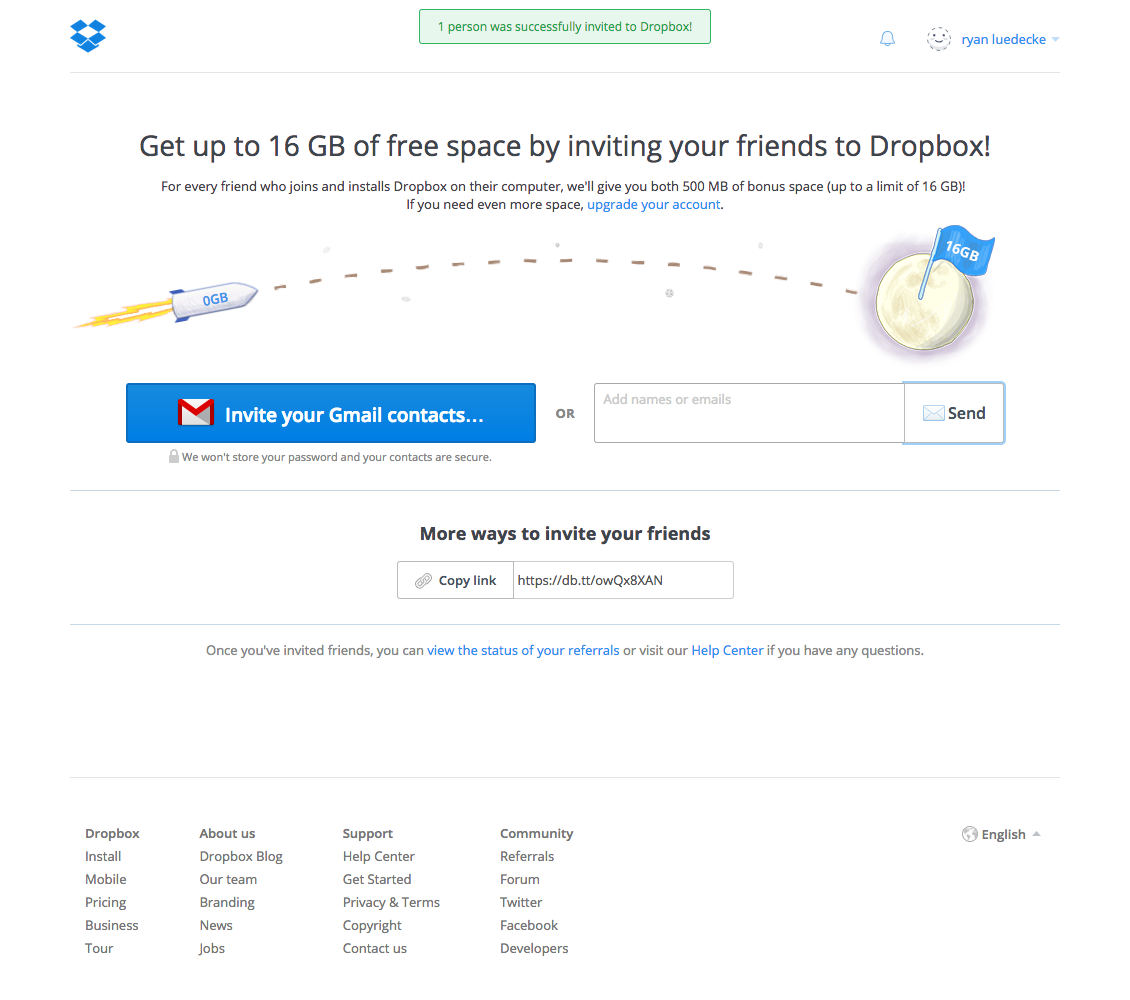 1 person was successfully invited to Dropbox!
ryan luedecke
Get up to 16 GB of free space by inviting your friends to Dropbox!
For every friend who joins and installs Dropbox on their computer, we'll give you both 500 MB of bonus space (up to a limit of 16 GB)!
If you need even more space, upgrade your account.
16GB
0GB
Invite your Gmail contacts...
OR
Add names or emails
Send
We won't store your password and your contacts are secure.
More ways to invite your friends
Copy link
https://db.tt/owQx8XAN
Once you've invited friends, you can view the status of your referrals or visit our Help Center if you have any questions.
Dropbox
Install
Mobile
Pricing
Business
Tour
About us
Dropbox Blog
Our team
Branding
News
Jobs
Support
Help Center
Get Started
Privacy & Terms
Copyright
Contact us
Community
Referrals
Forum
Twitter
Facebook
Developers
English